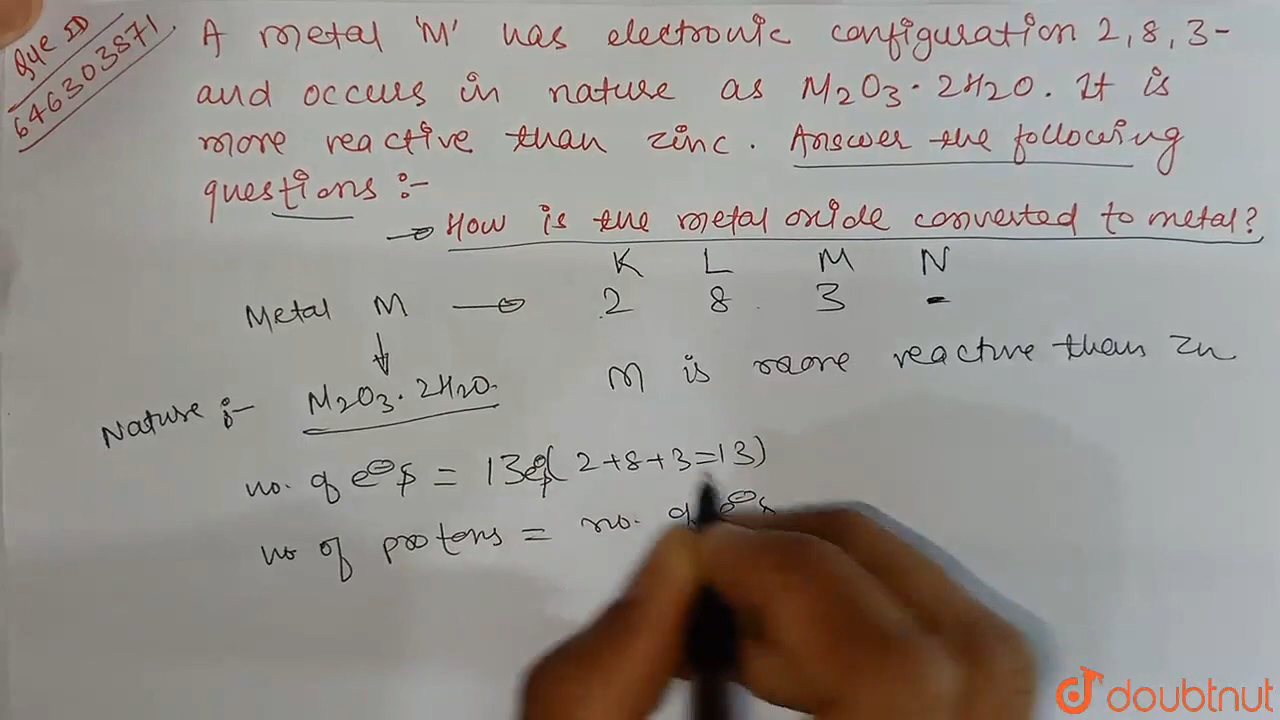 Que ID
646303871.
A metal 'M' has electronic configuration 2, 8, 3-
and occurs in nature as M2O3·2H2O. It is
more reactive than zinc. Answer the following
questions :-
→ How is the metal oxide converted to metal?
K L M N
Metal M → 2 8 3 -
↓
Nature :- M2O3·2H2O.
M is more reactive than Zn
no. of e⊖s = 13e⊖s (2+8+3=13)
no of protons = no. of e⊖s
doubtnut